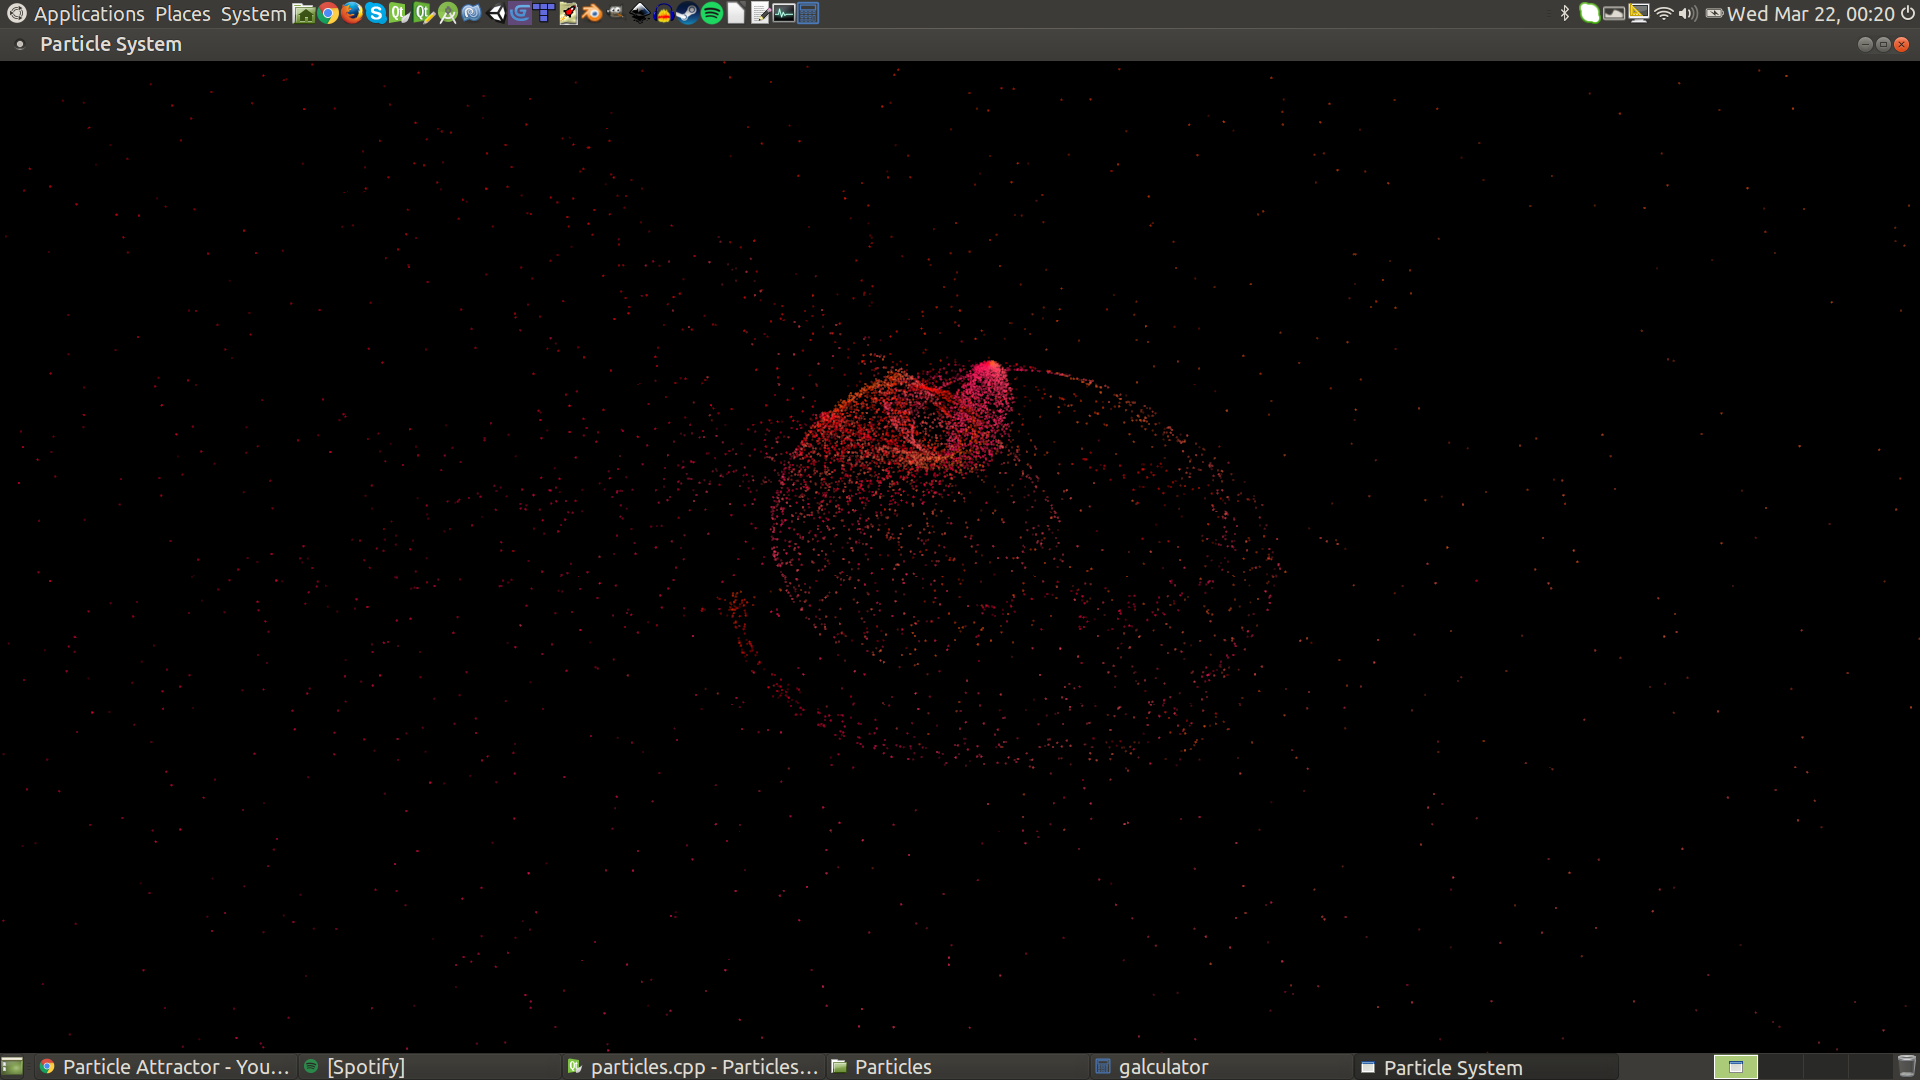 Applications Places System Wed Mar 22, 00:20
Particle System
Particle Attractor - You... [Spotify] particles.cpp - Particles... Particles galculator Particle System